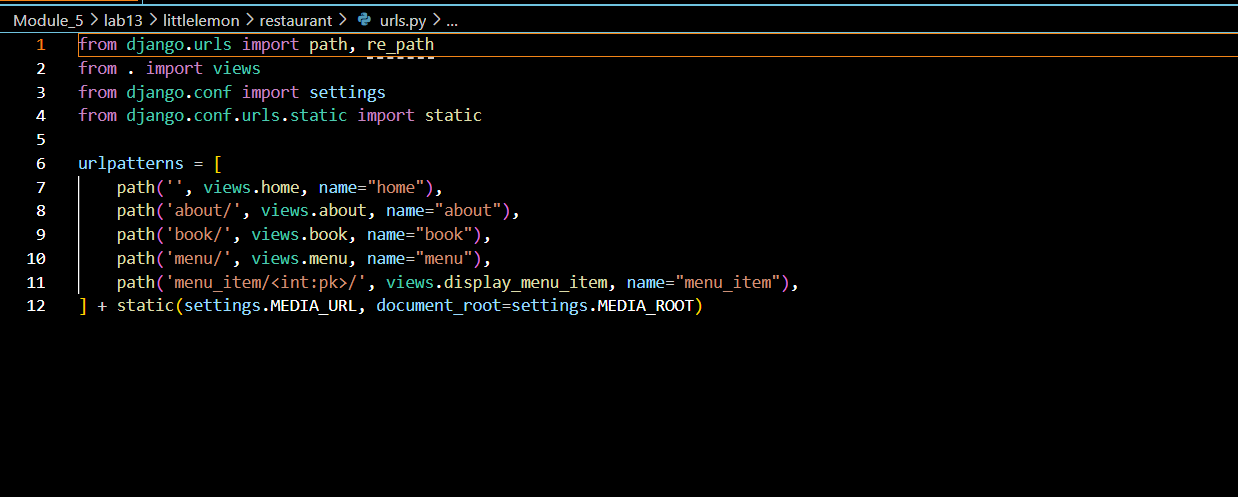 Module_5 > lab13 > littlelemon > restaurant > urls.py > ...
1 from django.urls import path, re_path
2 from . import views
3 from django.conf import settings
4 from django.conf.urls.static import static
5
6 urlpatterns = [
7     path('', views.home, name="home"),
8     path('about/', views.about, name="about"),
9     path('book/', views.book, name="book"),
10     path('menu/', views.menu, name="menu"),
11     path('menu_item/<int:pk>/', views.display_menu_item, name="menu_item"),
12 ] + static(settings.MEDIA_URL, document_root=settings.MEDIA_ROOT)